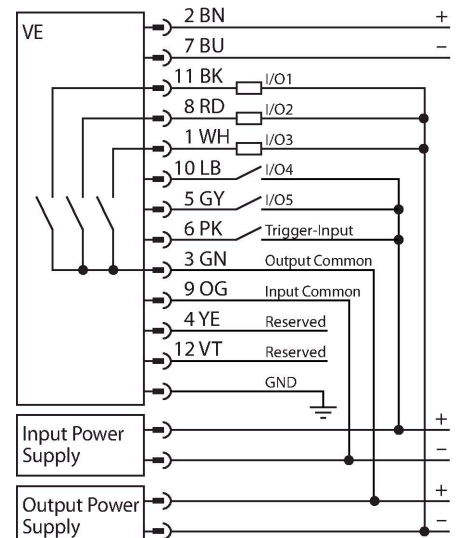 VE
2 BN +
7 BU −
11 BK I/O1
8 RD I/O2
1 WH I/O3
10 LB I/O4
5 GY I/O5
6 PK Trigger-Input
3 GN Output Common
9 OG Input Common
4 YE Reserved
12 VT Reserved
GND
Input Power
Supply
+
−
Output Power
Supply
+
−